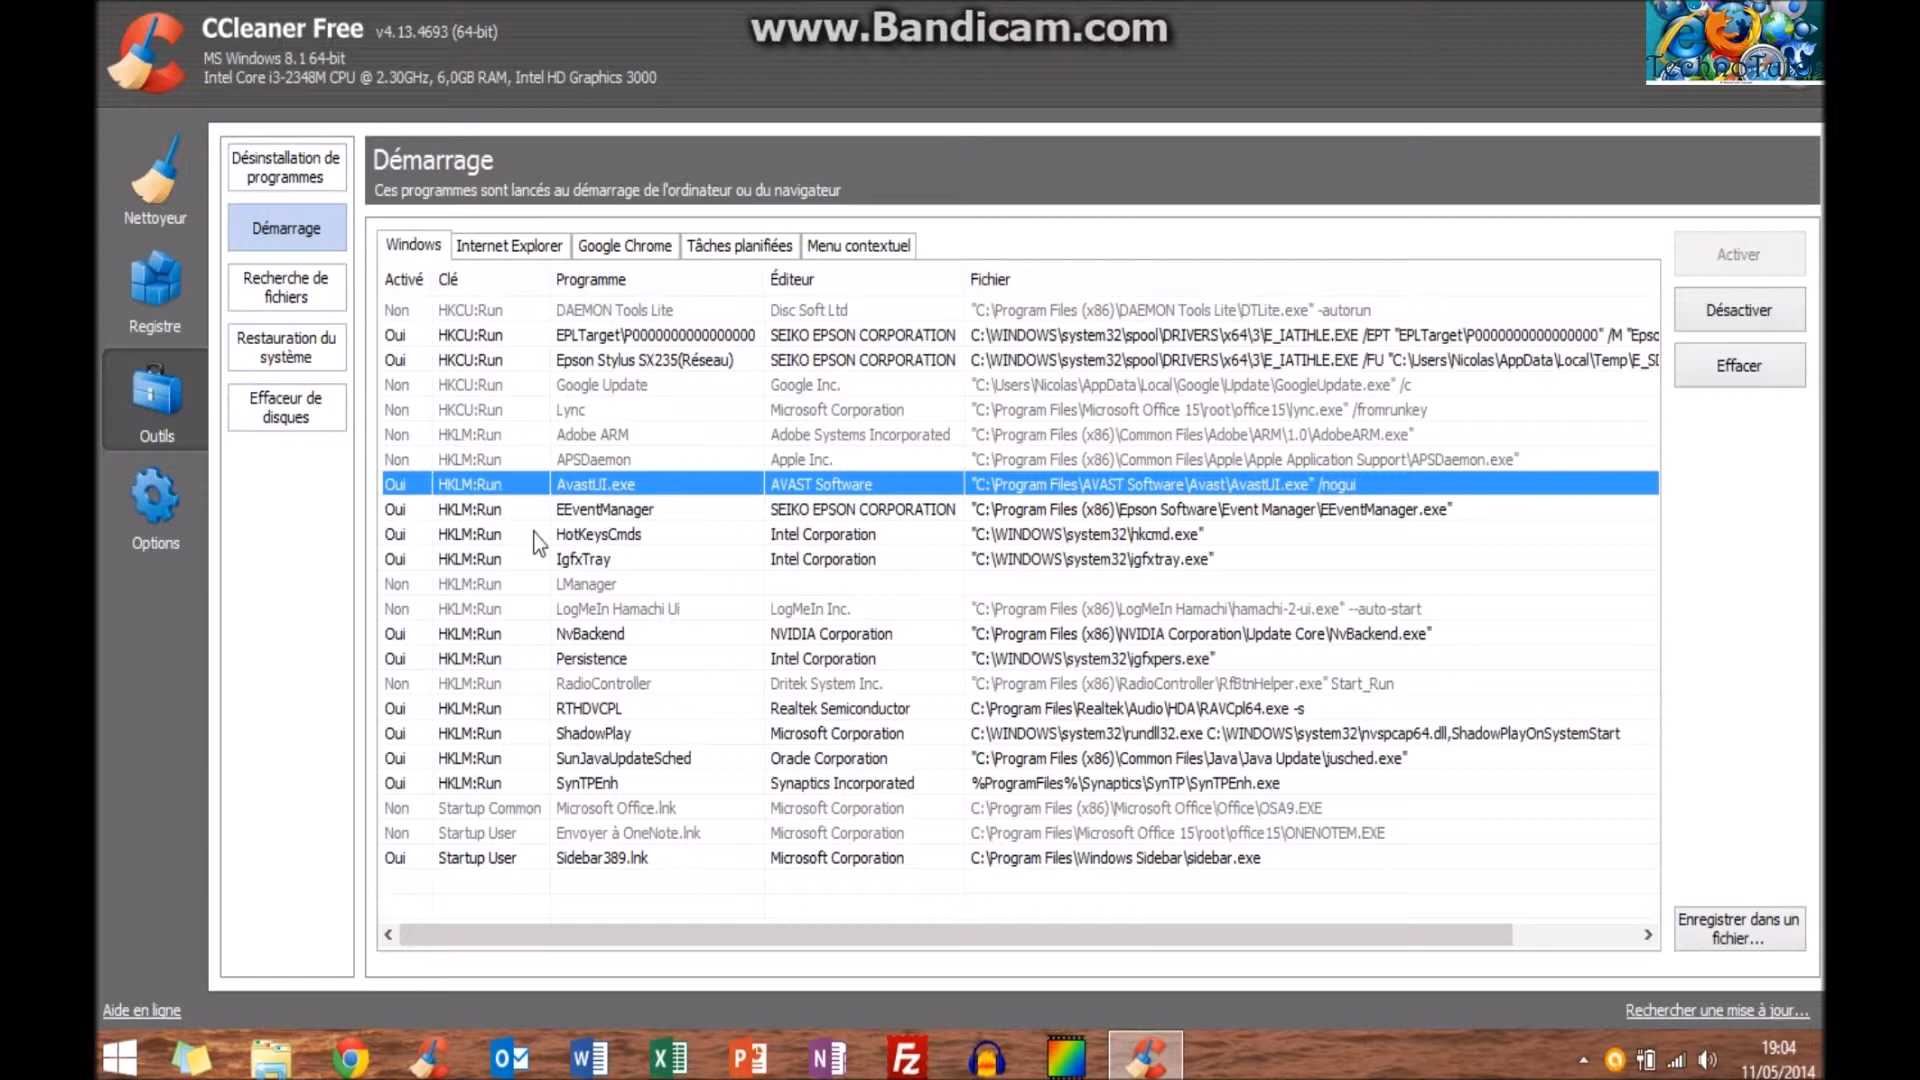 www.Bandicam.com
CCleaner Free v4.13.4693 (64-bit)
MS Windows 8.1 64-bit
Intel Core i3-2348M CPU @ 2.30GHz, 6,0GB RAM, Intel HD Graphics 3000
Nettoyeur
Registre
Outils
Options
Désinstallation de
programmes
Démarrage
Recherche de
fichiers
Restauration du
système
Effaceur de
disques
Démarrage
Ces programmes sont lancés au démarrage de l'ordinateur ou du navigateur
Windows Internet Explorer Google Chrome Tâches planifiées Menu contextuel
Activé Clé Programme Éditeur Fichier
Non HKCU:Run DAEMON Tools Lite Disc Soft Ltd "C:\Program Files (x86)\DAEMON Tools Lite\DTLite.exe" -autorun
Oui HKCU:Run EPLTarget\P0000000000000000 SEIKO EPSON CORPORATION C:\WINDOWS\system32\spool\DRIVERS\x64\3\E_IATIHLE.EXE /EPT "EPLTarget\P0000000000000000" /M "Epso
Oui HKCU:Run Epson Stylus SX235(Réseau) SEIKO EPSON CORPORATION C:\WINDOWS\system32\spool\DRIVERS\x64\3\E_IATIHLE.EXE /FU "C:\Users\Nicolas\AppData\Local\Temp\E_SD
Non HKCU:Run Google Update Google Inc. "C:\Users\Nicolas\AppData\Local\Google\Update\GoogleUpdate.exe" /c
Non HKCU:Run Lync Microsoft Corporation "C:\Program Files\Microsoft Office 15\root\office15\lync.exe" /fromrunkey
Non HKLM:Run Adobe ARM Adobe Systems Incorporated "C:\Program Files (x86)\Common Files\Adobe\ARM\1.0\AdobeARM.exe"
Non HKLM:Run APSDaemon Apple Inc. "C:\Program Files (x86)\Common Files\Apple\Apple Application Support\APSDaemon.exe"
Oui HKLM:Run AvastUI.exe AVAST Software "C:\Program Files\AVAST Software\Avast\AvastUI.exe" /nogui
Oui HKLM:Run EEventManager SEIKO EPSON CORPORATION "C:\Program Files (x86)\Epson Software\Event Manager\EEventManager.exe"
Oui HKLM:Run HotKeysCmds Intel Corporation "C:\WINDOWS\system32\hkcmd.exe"
Oui HKLM:Run IgfxTray Intel Corporation "C:\WINDOWS\system32\igfxtray.exe"
Non HKLM:Run LManager
Non HKLM:Run LogMeIn Hamachi Ui LogMeIn Inc. "C:\Program Files (x86)\LogMeIn Hamachi\hamachi-2-ui.exe" --auto-start
Oui HKLM:Run NvBackend NVIDIA Corporation "C:\Program Files (x86)\NVIDIA Corporation\Update Core\NvBackend.exe"
Oui HKLM:Run Persistence Intel Corporation "C:\WINDOWS\system32\igfxpers.exe"
Non HKLM:Run RadioController Dritek System Inc. "C:\Program Files (x86)\RadioController\RfBtnHelper.exe" Start_Run
Oui HKLM:Run RTHDVCPL Realtek Semiconductor C:\Program Files\Realtek\Audio\HDA\RAVCpl64.exe -s
Oui HKLM:Run ShadowPlay Microsoft Corporation C:\WINDOWS\system32\rundll32.exe C:\WINDOWS\system32\nvspcap64.dll,ShadowPlayOnSystemStart
Oui HKLM:Run SunJavaUpdateSched Oracle Corporation "C:\Program Files (x86)\Common Files\Java\Java Update\jusched.exe"
Oui HKLM:Run SynTPEnh Synaptics Incorporated %ProgramFiles%\Synaptics\SynTP\SynTPEnh.exe
Non Startup Common Microsoft Office.lnk Microsoft Corporation C:\Program Files (x86)\Microsoft Office\Office\OSA9.EXE
Non Startup User Envoyer à OneNote.lnk Microsoft Corporation C:\Program Files\Microsoft Office 15\root\office15\ONENOTEM.EXE
Oui Startup User Sidebar389.lnk Microsoft Corporation C:\Program Files\Windows Sidebar\sidebar.exe
Activer
Désactiver
Effacer
Enregistrer dans un
fichier...
Aide en ligne
Rechercher une mise à jour...
19:04
11/05/2014